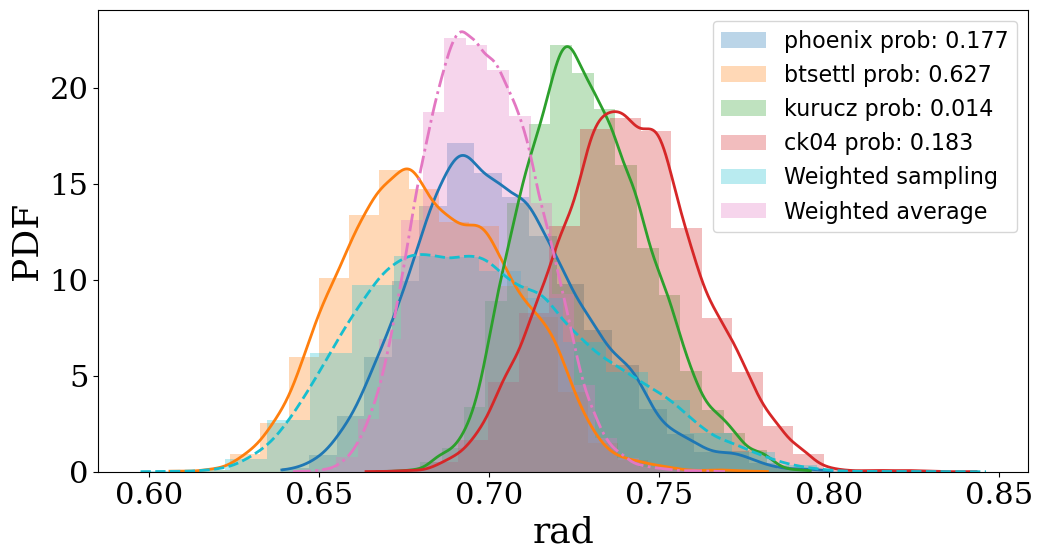 phoenix prob: 0.177
btsettl prob: 0.627
kurucz prob: 0.014
ck04 prob: 0.183
Weighted sampling
Weighted average
PDF
20
15
10
5
0
0.60 0.65 0.70 0.75 0.80 0.85
rad